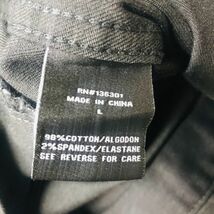 RN#136301
MADE IN CHINA
L
98%COTTON/ALGODON
2%SPANDEX/ELASTANE
SEE REVERSE FOR CARE